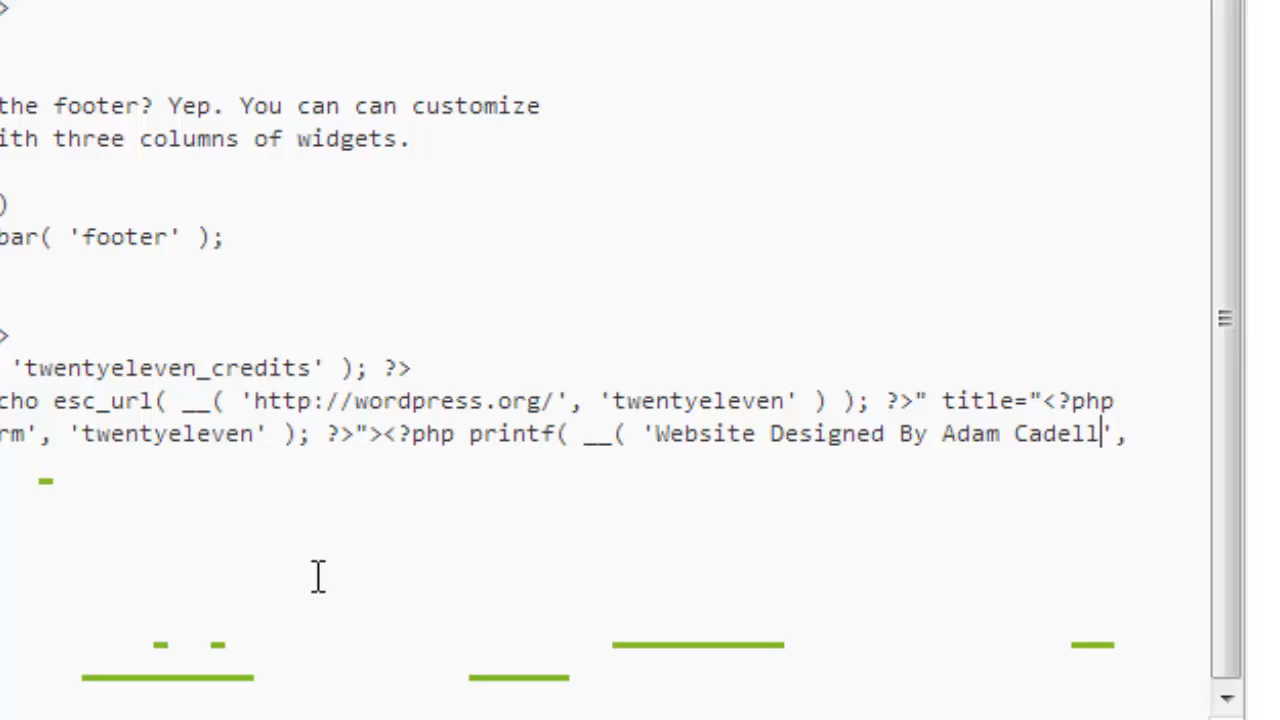 >
the footer? Yep. You can can customize
ith three columns of widgets.
)
bar( 'footer' );
>
'twentyeleven_credits' ); ?>
cho esc_url( __( 'http://wordpress.org/', 'twentyeleven' ) ); ?>" title="<?php
rm', 'twentyeleven' ); ?>"><?php printf( __( 'Website Designed By Adam Cadell',